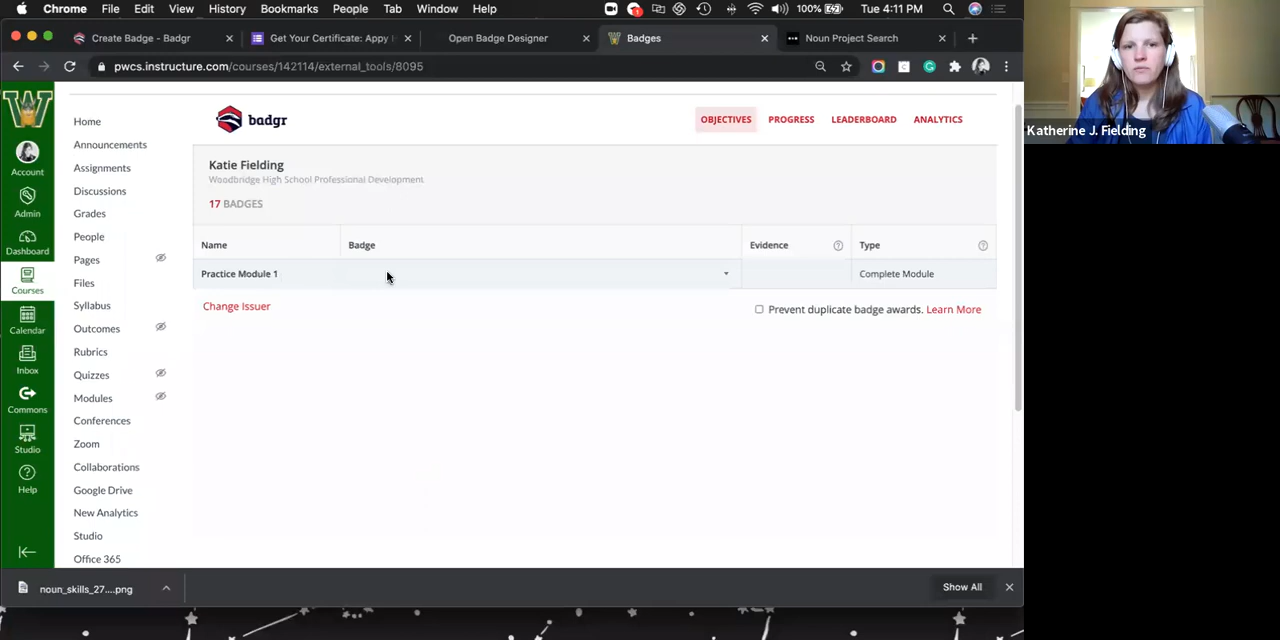 Chrome File Edit View History Bookmarks People Tab Window Help 100% Tue 4:11 PM
Create Badge - Badgr Get Your Certificate: Appy H Open Badge Designer Badges Noun Project Search
pwcs.instructure.com/courses/142114/external_tools/8095
W
Account
Admin
Dashboard
Courses
Calendar
Inbox
Commons
Studio
Help
Home
Announcements
Assignments
Discussions
Grades
People
Pages
Files
Syllabus
Outcomes
Rubrics
Quizzes
Modules
Conferences
Zoom
Collaborations
Google Drive
New Analytics
Studio
Office 365
badgr OBJECTIVES PROGRESS LEADERBOARD ANALYTICS
Katie Fielding
Woodbridge High School Professional Development
17 BADGES
Name Badge Evidence ? Type ?
Practice Module 1 Complete Module
Change Issuer Prevent duplicate badge awards. Learn More
noun_skills_27....png Show All
Katherine J. Fielding